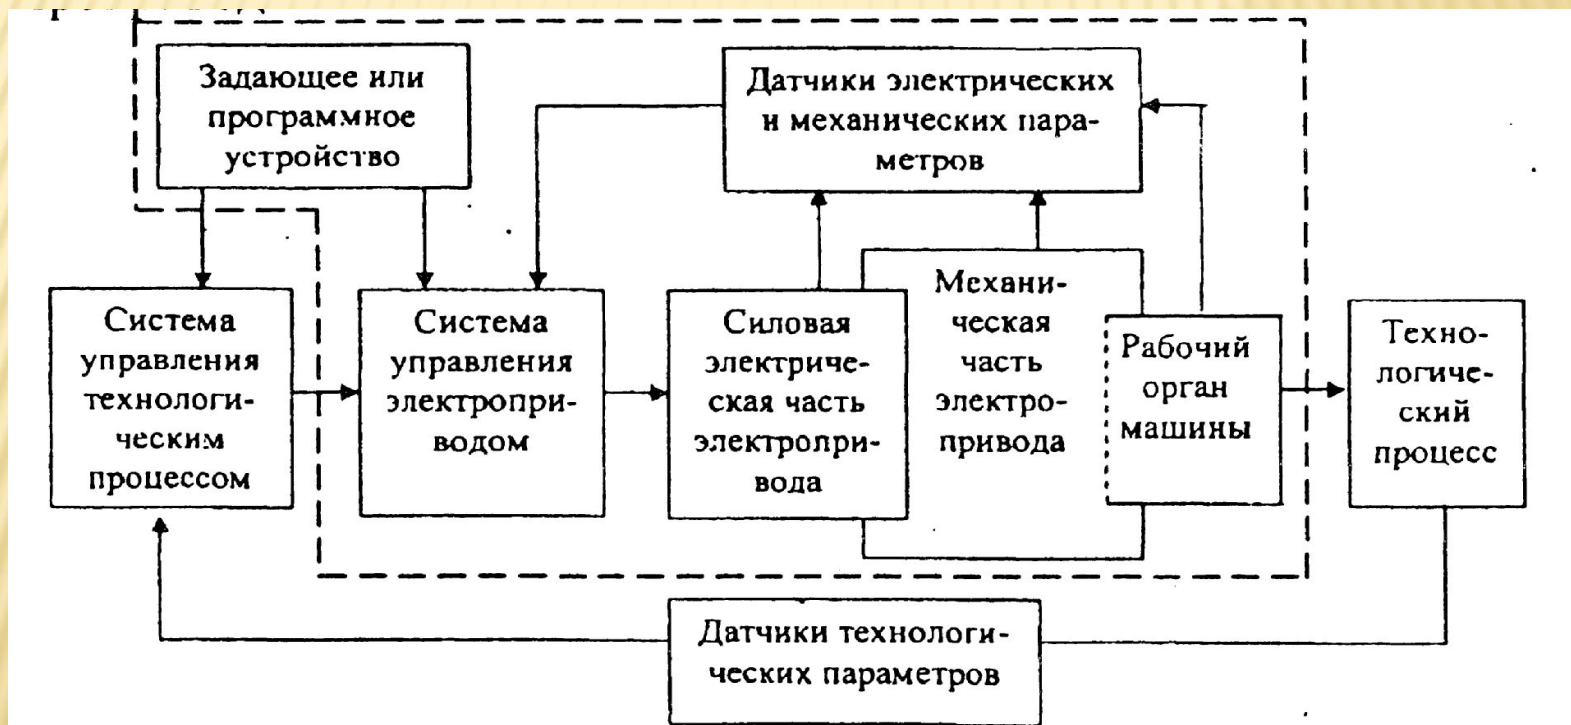 Задающее или
программное
устройство
Датчики электрических
и механических пара-
метров
Система
управления
технологи-
ческим
процессом
Система
управления
электропри-
водом
Силовая
электриче-
ская часть
электропри-
вода
Механи-
ческая
часть
электро-
привода
Рабочий
орган
машины
Техно-
логиче-
ский
процесс
Датчики технологи-
ческих параметров